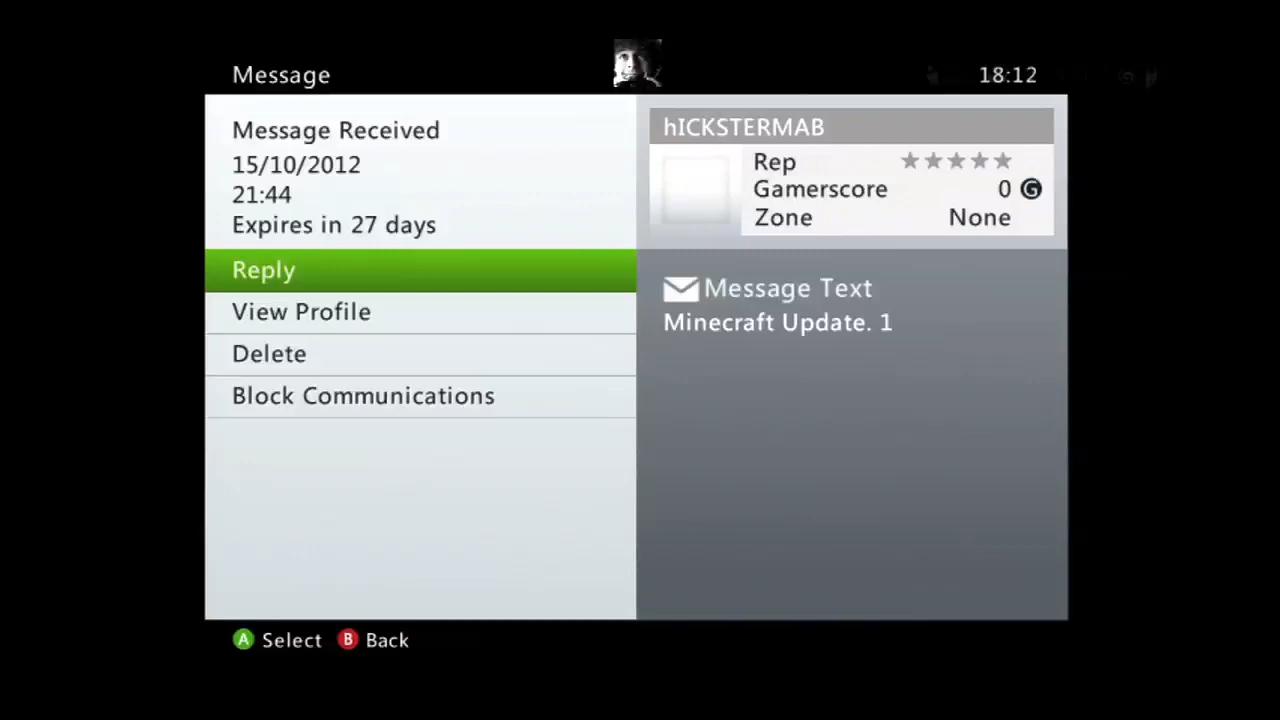 Message
18:12
Message Received
15/10/2012
21:44
Expires in 27 days
Reply
View Profile
Delete
Block Communications
hICKSTERMAB
Rep
Gamerscore 0 G
Zone None
Message Text
Minecraft Update. 1
A Select B Back